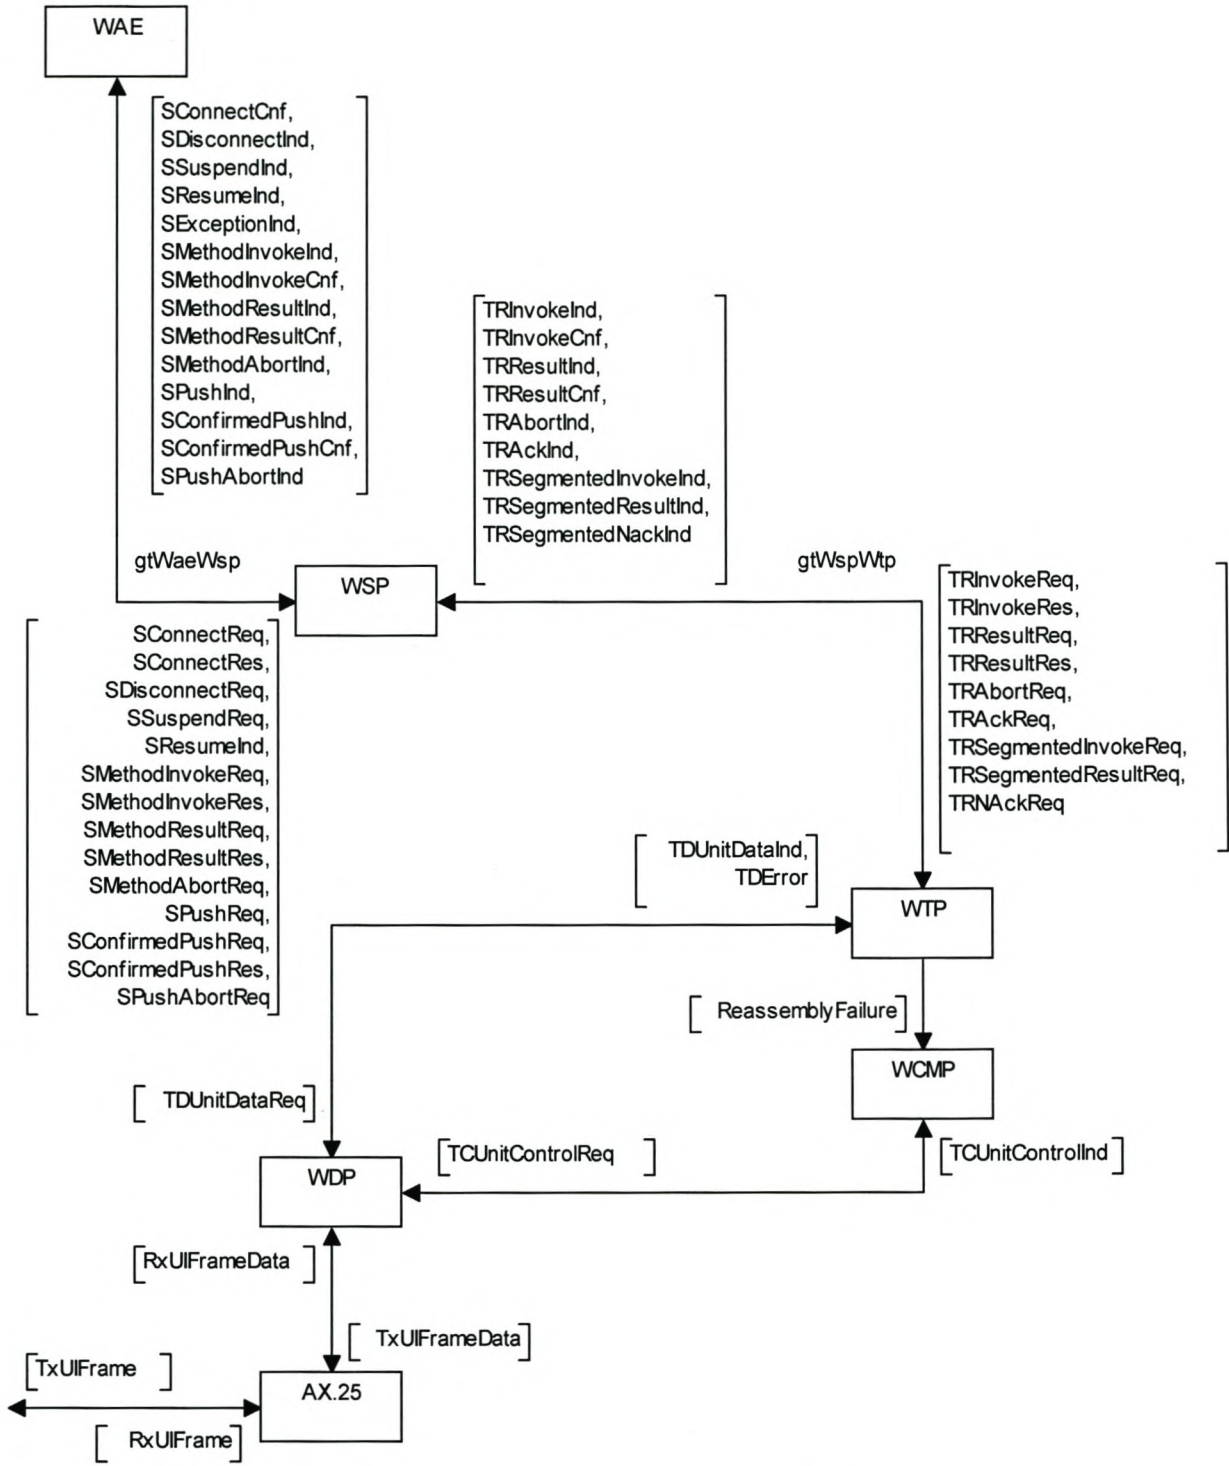 WAE
SConnectCnf,
SDisconnectInd,
SSuspendInd,
SResumeInd,
SExceptionInd,
SMethodInvokeInd,
SMethodInvokeCnf,
SMethodResultInd,
SMethodResultCnf,
SMethodAbortInd,
SPushInd,
SConfirmedPushInd,
SConfirmedPushCnf,
SPushAbortInd
TRInvokeInd,
TRInvokeCnf,
TRResultInd,
TRResultCnf,
TRAbortInd,
TRAckInd,
TRSegmentedInvokeInd,
TRSegmentedResultInd,
TRSegmentedNackInd
gtWaeWsp
WSP
gtWspWtp
TRInvokeReq,
TRInvokeRes,
TRResultReq,
TRResultRes,
TRAbortReq,
TRAckReq,
TRSegmentedInvokeReq,
TRSegmentedResultReq,
TRNAckReq
SConnectReq,
SConnectRes,
SDisconnectReq,
SSuspendReq,
SResumeInd,
SMethodInvokeReq,
SMethodInvokeRes,
SMethodResultReq,
SMethodResultRes,
SMethodAbortReq,
SPushReq,
SConfirmedPushReq,
SConfirmedPushRes,
SPushAbortReq
TDUnitDataInd,
TDError
WTP
ReassemblyFailure
WCMP
TDUnitDataReq
TCUnitControlReq
TCUnitControlInd
WDP
RxUIFrameData
TxUIFrameData
TxUIFrame
AX.25
RxUIFrame